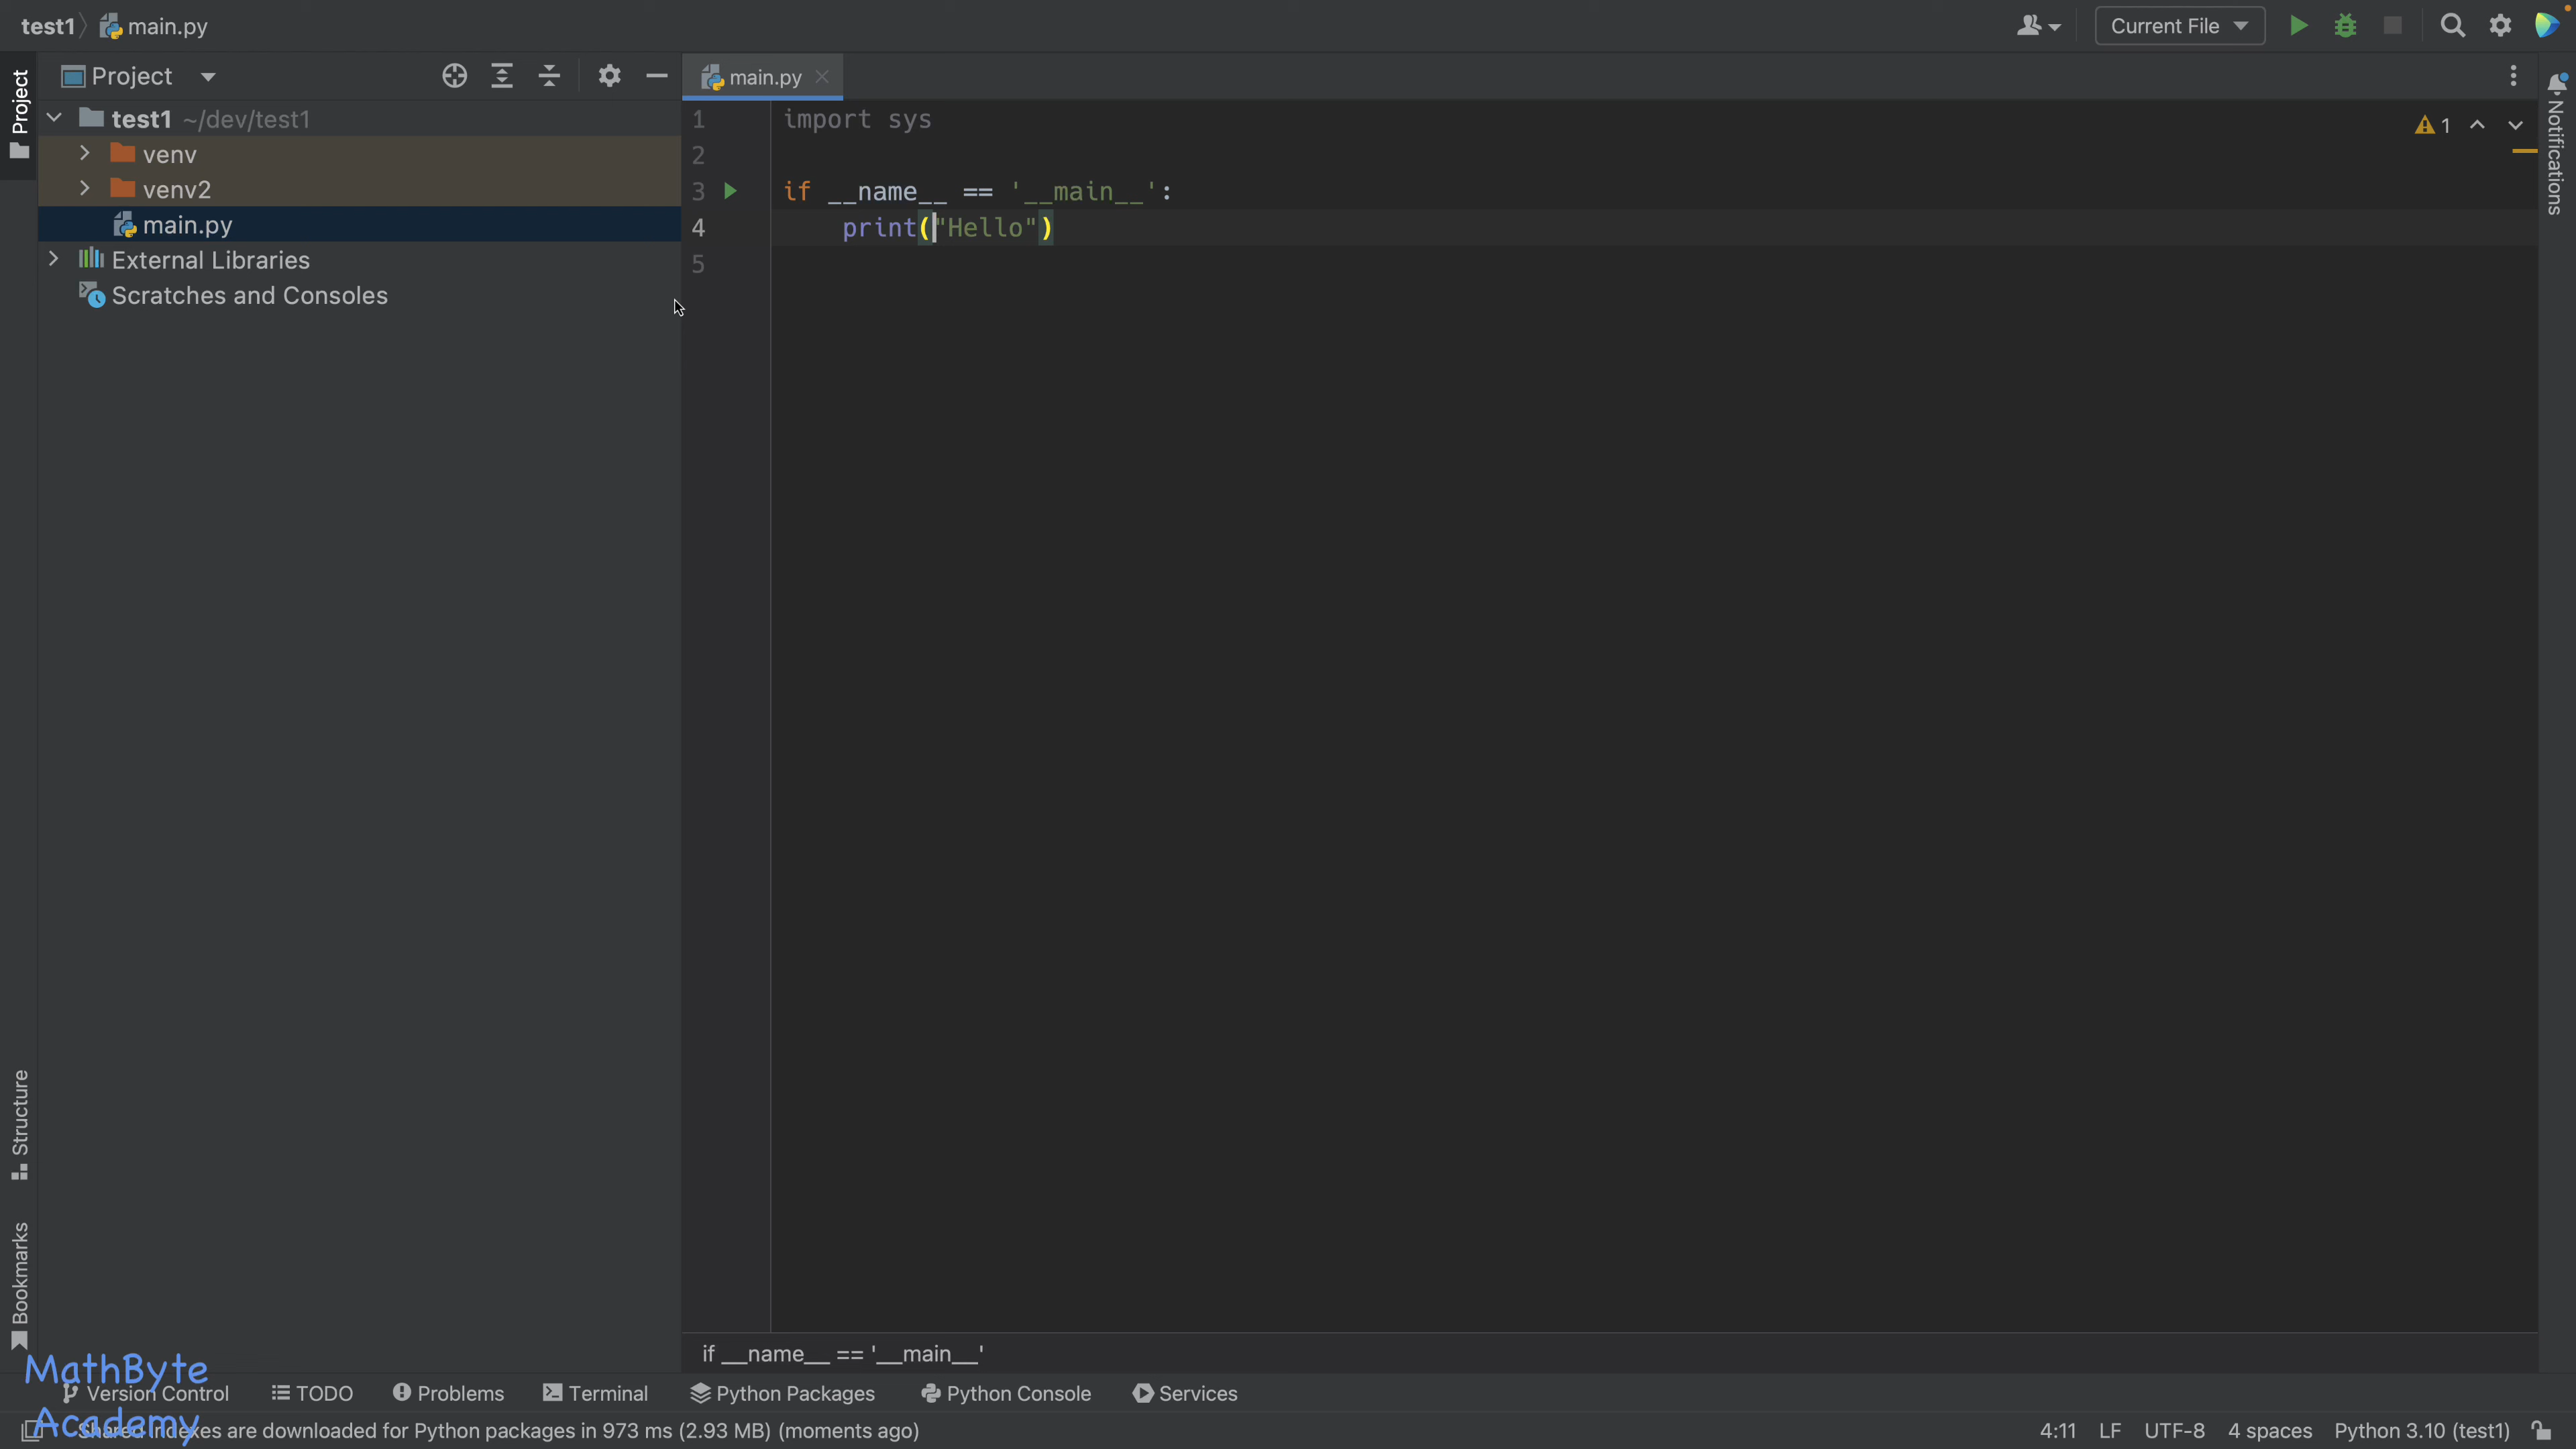 test1 main.py
Current File
Project
Project
main.py
test1 ~/dev/test1
venv
venv2
main.py
External Libraries
Scratches and Consoles
1 import sys
2
3 if __name__ == '__main__':
4 print("Hello")
5
1
Notifications
Structure
Bookmarks
if __name__ == '__main__'
MathByte
Academy
Version Control TODO Problems Terminal Python Packages Python Console Services
Shared indexes are downloaded for Python packages in 973 ms (2.93 MB) (moments ago)
4:11 LF UTF-8 4 spaces Python 3.10 (test1)